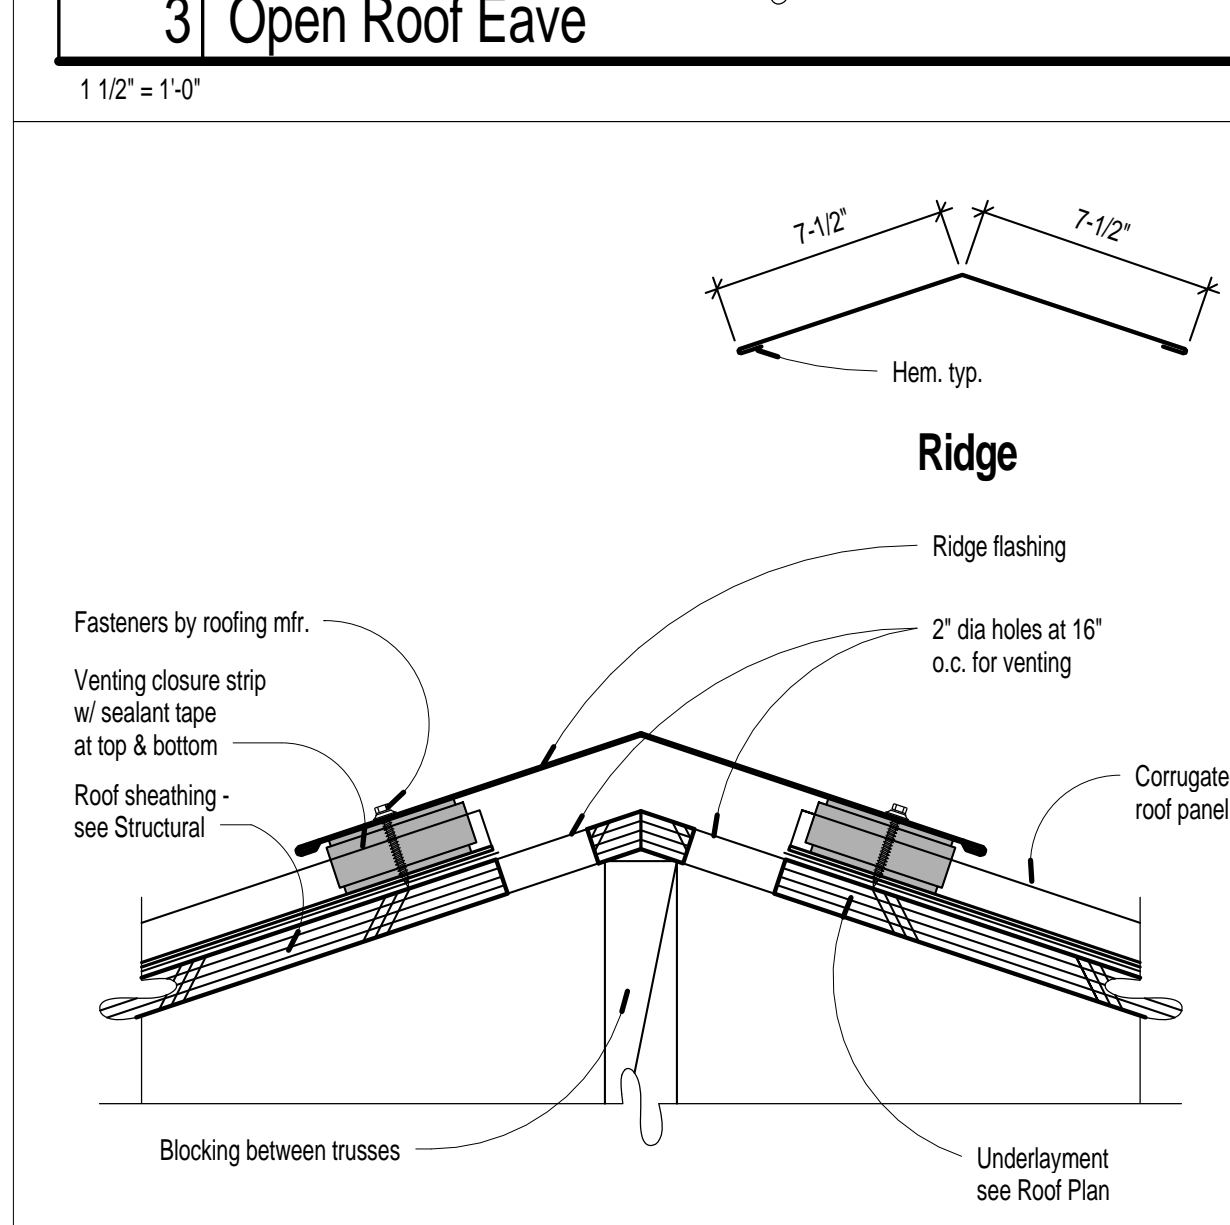 3 Open Roof Eave
1 1/2" = 1'-0"
7-1/2" 7-1/2"
Hem. typ.
Ridge
Ridge flashing
Fasteners by roofing mfr.
2" dia holes at 16"
o.c. for venting
Venting closure strip
w/ sealant tape
at top & bottom
Roof sheathing -
see Structural
Corrugate
roof panel
Blocking between trusses
Underlayment
see Roof Plan